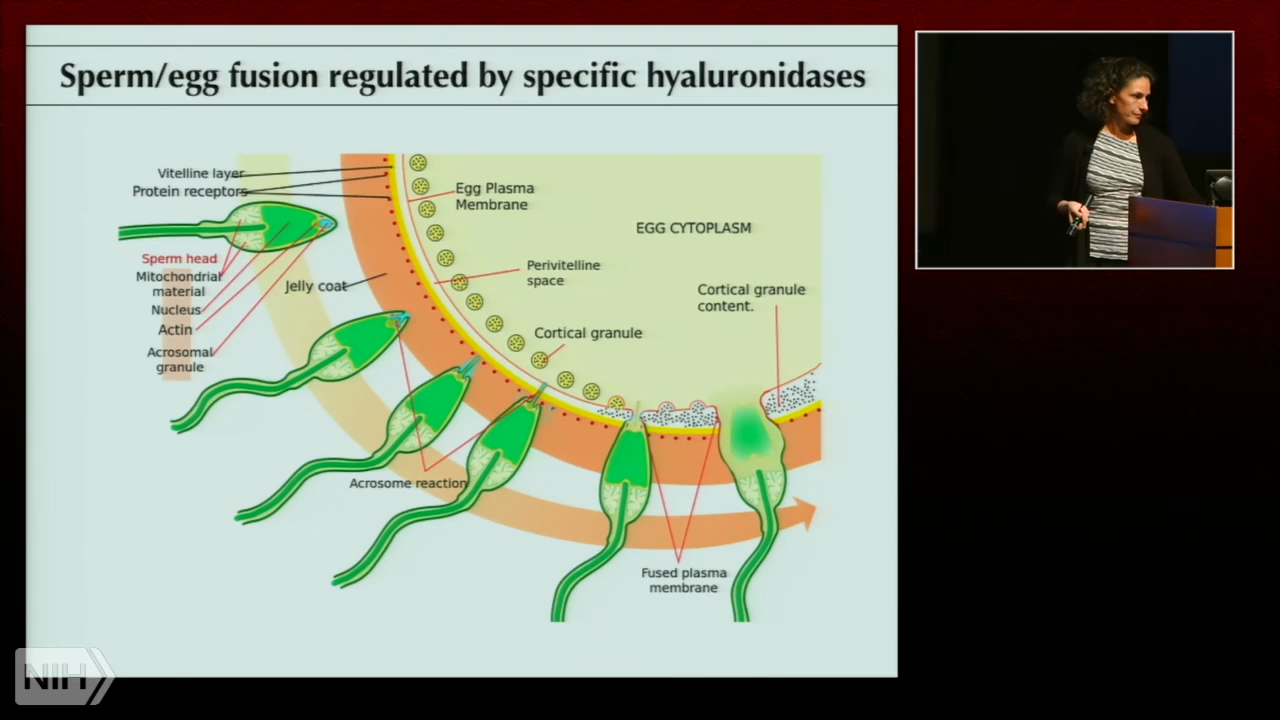 Sperm/egg fusion regulated by specific hyaluronidases
Vitelline layer
Protein receptors
Egg Plasma
Membrane
EGG CYTOPLASM
Sperm head
Mitochondrial
material
Nucleus
Actin
Acrosomal
granule
Jelly coat
Perivitelline
space
Cortical granule
content.
Cortical granule
Acrosome reaction
Fused plasma
membrane
NIH